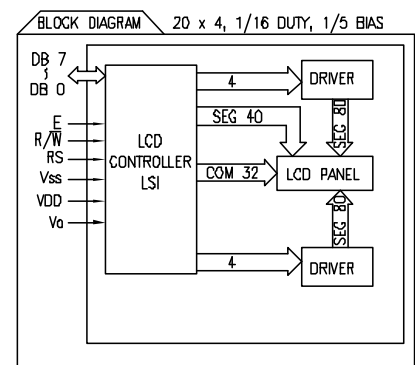 BLOCK DIAGRAM 20 x 4, 1/16 DUTY, 1/5 BIAS
DB 7
DB 0
E
R/W
RS
Vss
VDD
Vo
LCD
CONTROLLER
LSI
4
SEG 40
COM 32
4
DRIVER
SEG 80
LCD PANEL
SEG 80
DRIVER